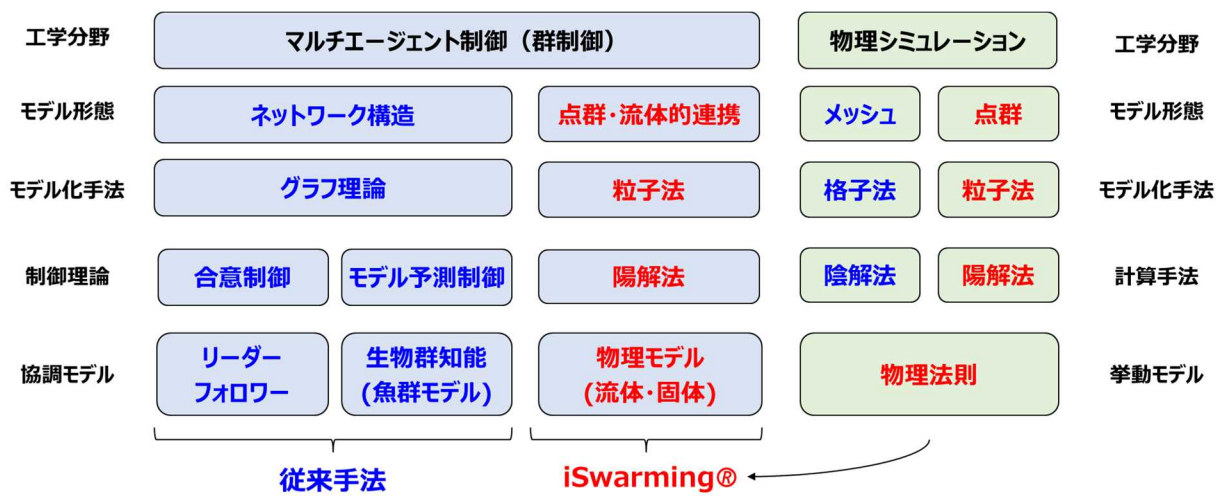 工学分野
マルチエージェント制御（群制御）
物理シミュレーション
工学分野
モデル形態
ネットワーク構造
点群・流体的連携
メッシュ
点群
モデル形態
モデル化手法
グラフ理論
粒子法
格子法
粒子法
モデル化手法
制御理論
合意制御
モデル予測制御
陽解法
陰解法
陽解法
計算手法
協調モデル
リーダー
フォロワー
生物群知能
(魚群モデル)
物理モデル
(流体・固体)
物理法則
挙動モデル
従来手法
iSwarming®